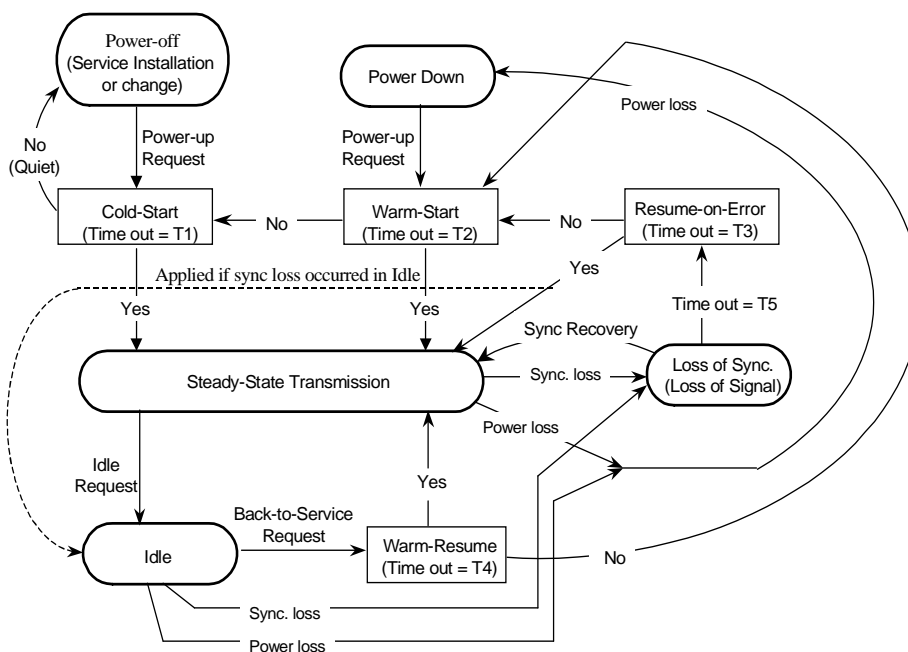 Power-off
(Service Installation
or change)
Power Down
Power loss
No
(Quiet)
Power-up
Request
Power-up
Request
Cold-Start
(Time out = T1)
No
Warm-Start
(Time out = T2)
No
Resume-on-Error
(Time out = T3)
Applied if sync loss occurred in Idle
Yes
Yes
Yes
Time out = T5
Sync Recovery
Steady-State Transmission
Sync. loss
Loss of Sync.
(Loss of Signal)
Power loss
Idle
Request
Yes
Back-to-Service
Request
Idle
Warm-Resume
(Time out = T4)
No
Sync. loss
Power loss